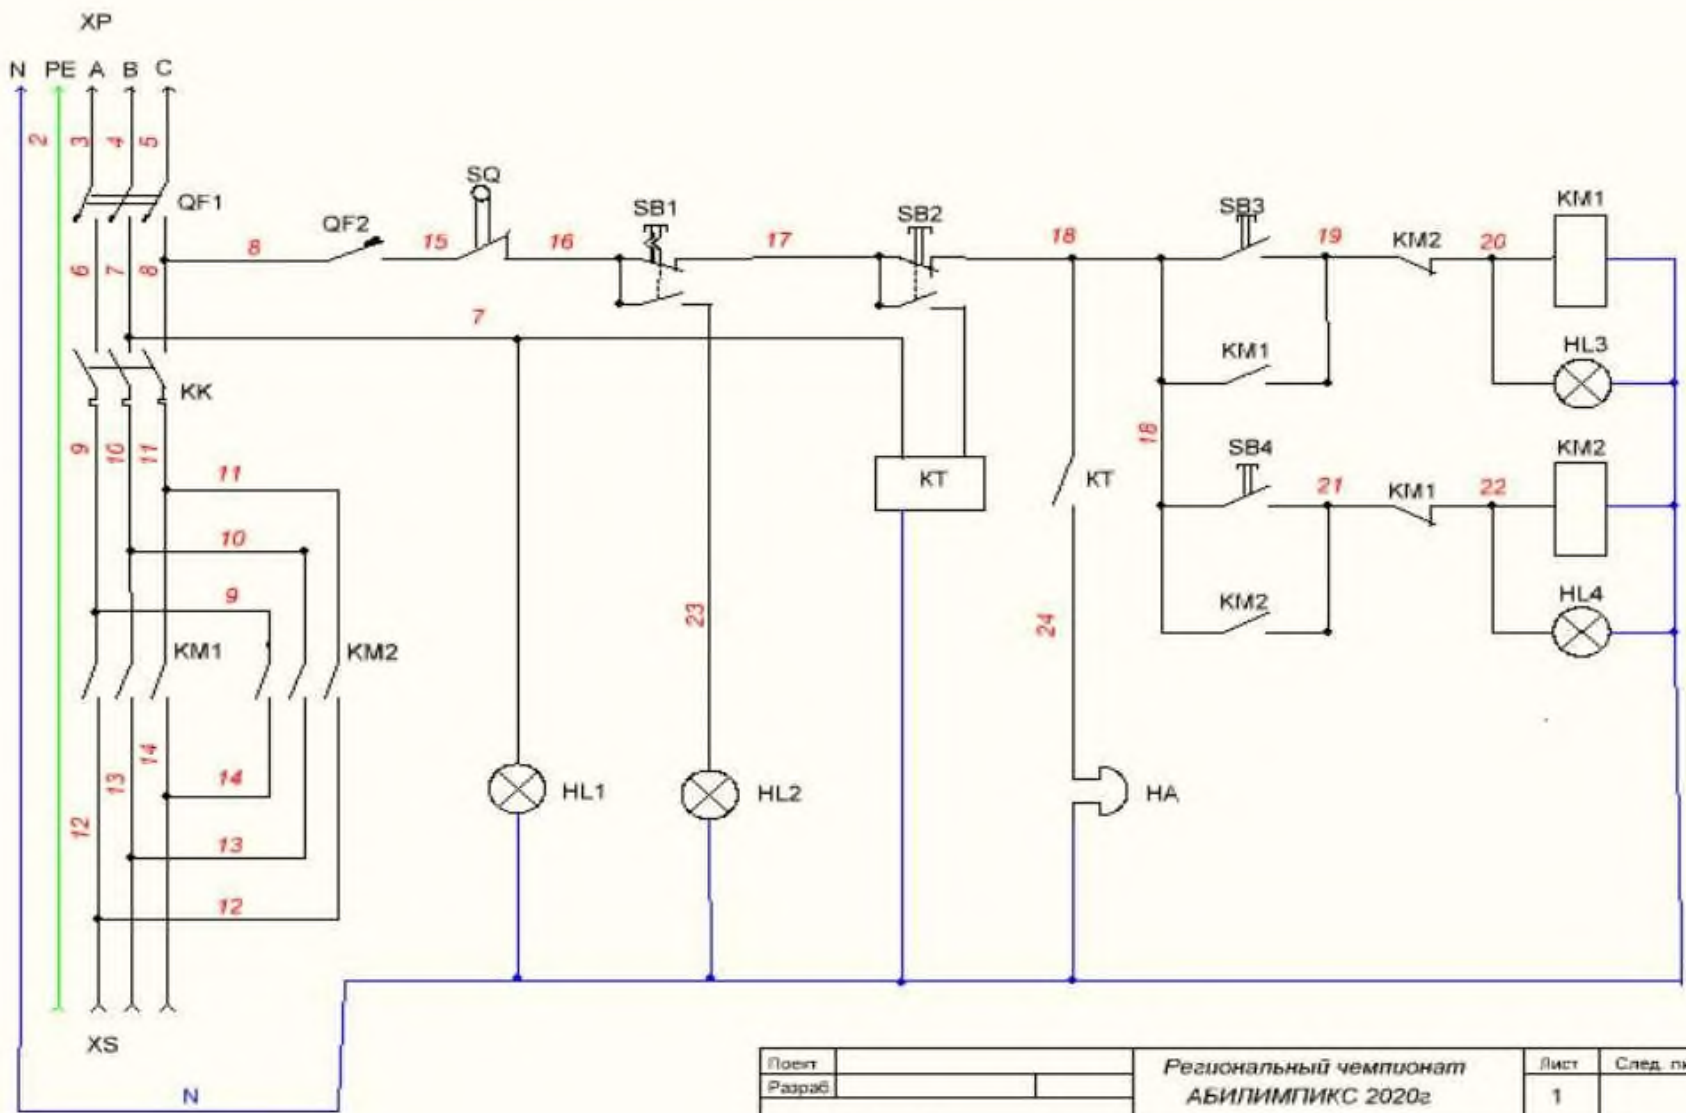 XP
N PE A B C
2 3 4 5
SQ
QF1
QF2
SB1
SB2
SB3
KM1
8
15
16
17
18
19
KM2
20
6 7 8
7
KM1
HL3
KK
9 10 11
11
18
SB4
KM2
KT
KT
21
KM1
22
10
9
23
24
KM2
HL4
KM1
KM2
12 13 14
14
HL1
HL2
HA
13
12
XS
N
Поект
Региональный чемпионат
Лист
След.
Разраб
АБИЛИМПИКС 2020г
1